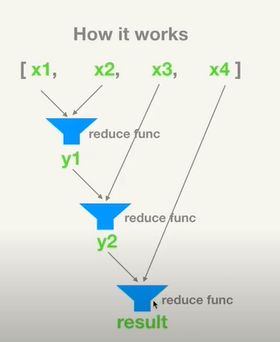 How it works
[ x1, x2, x3, x4 ]
reduce func
y1
reduce func
y2
reduce func
result